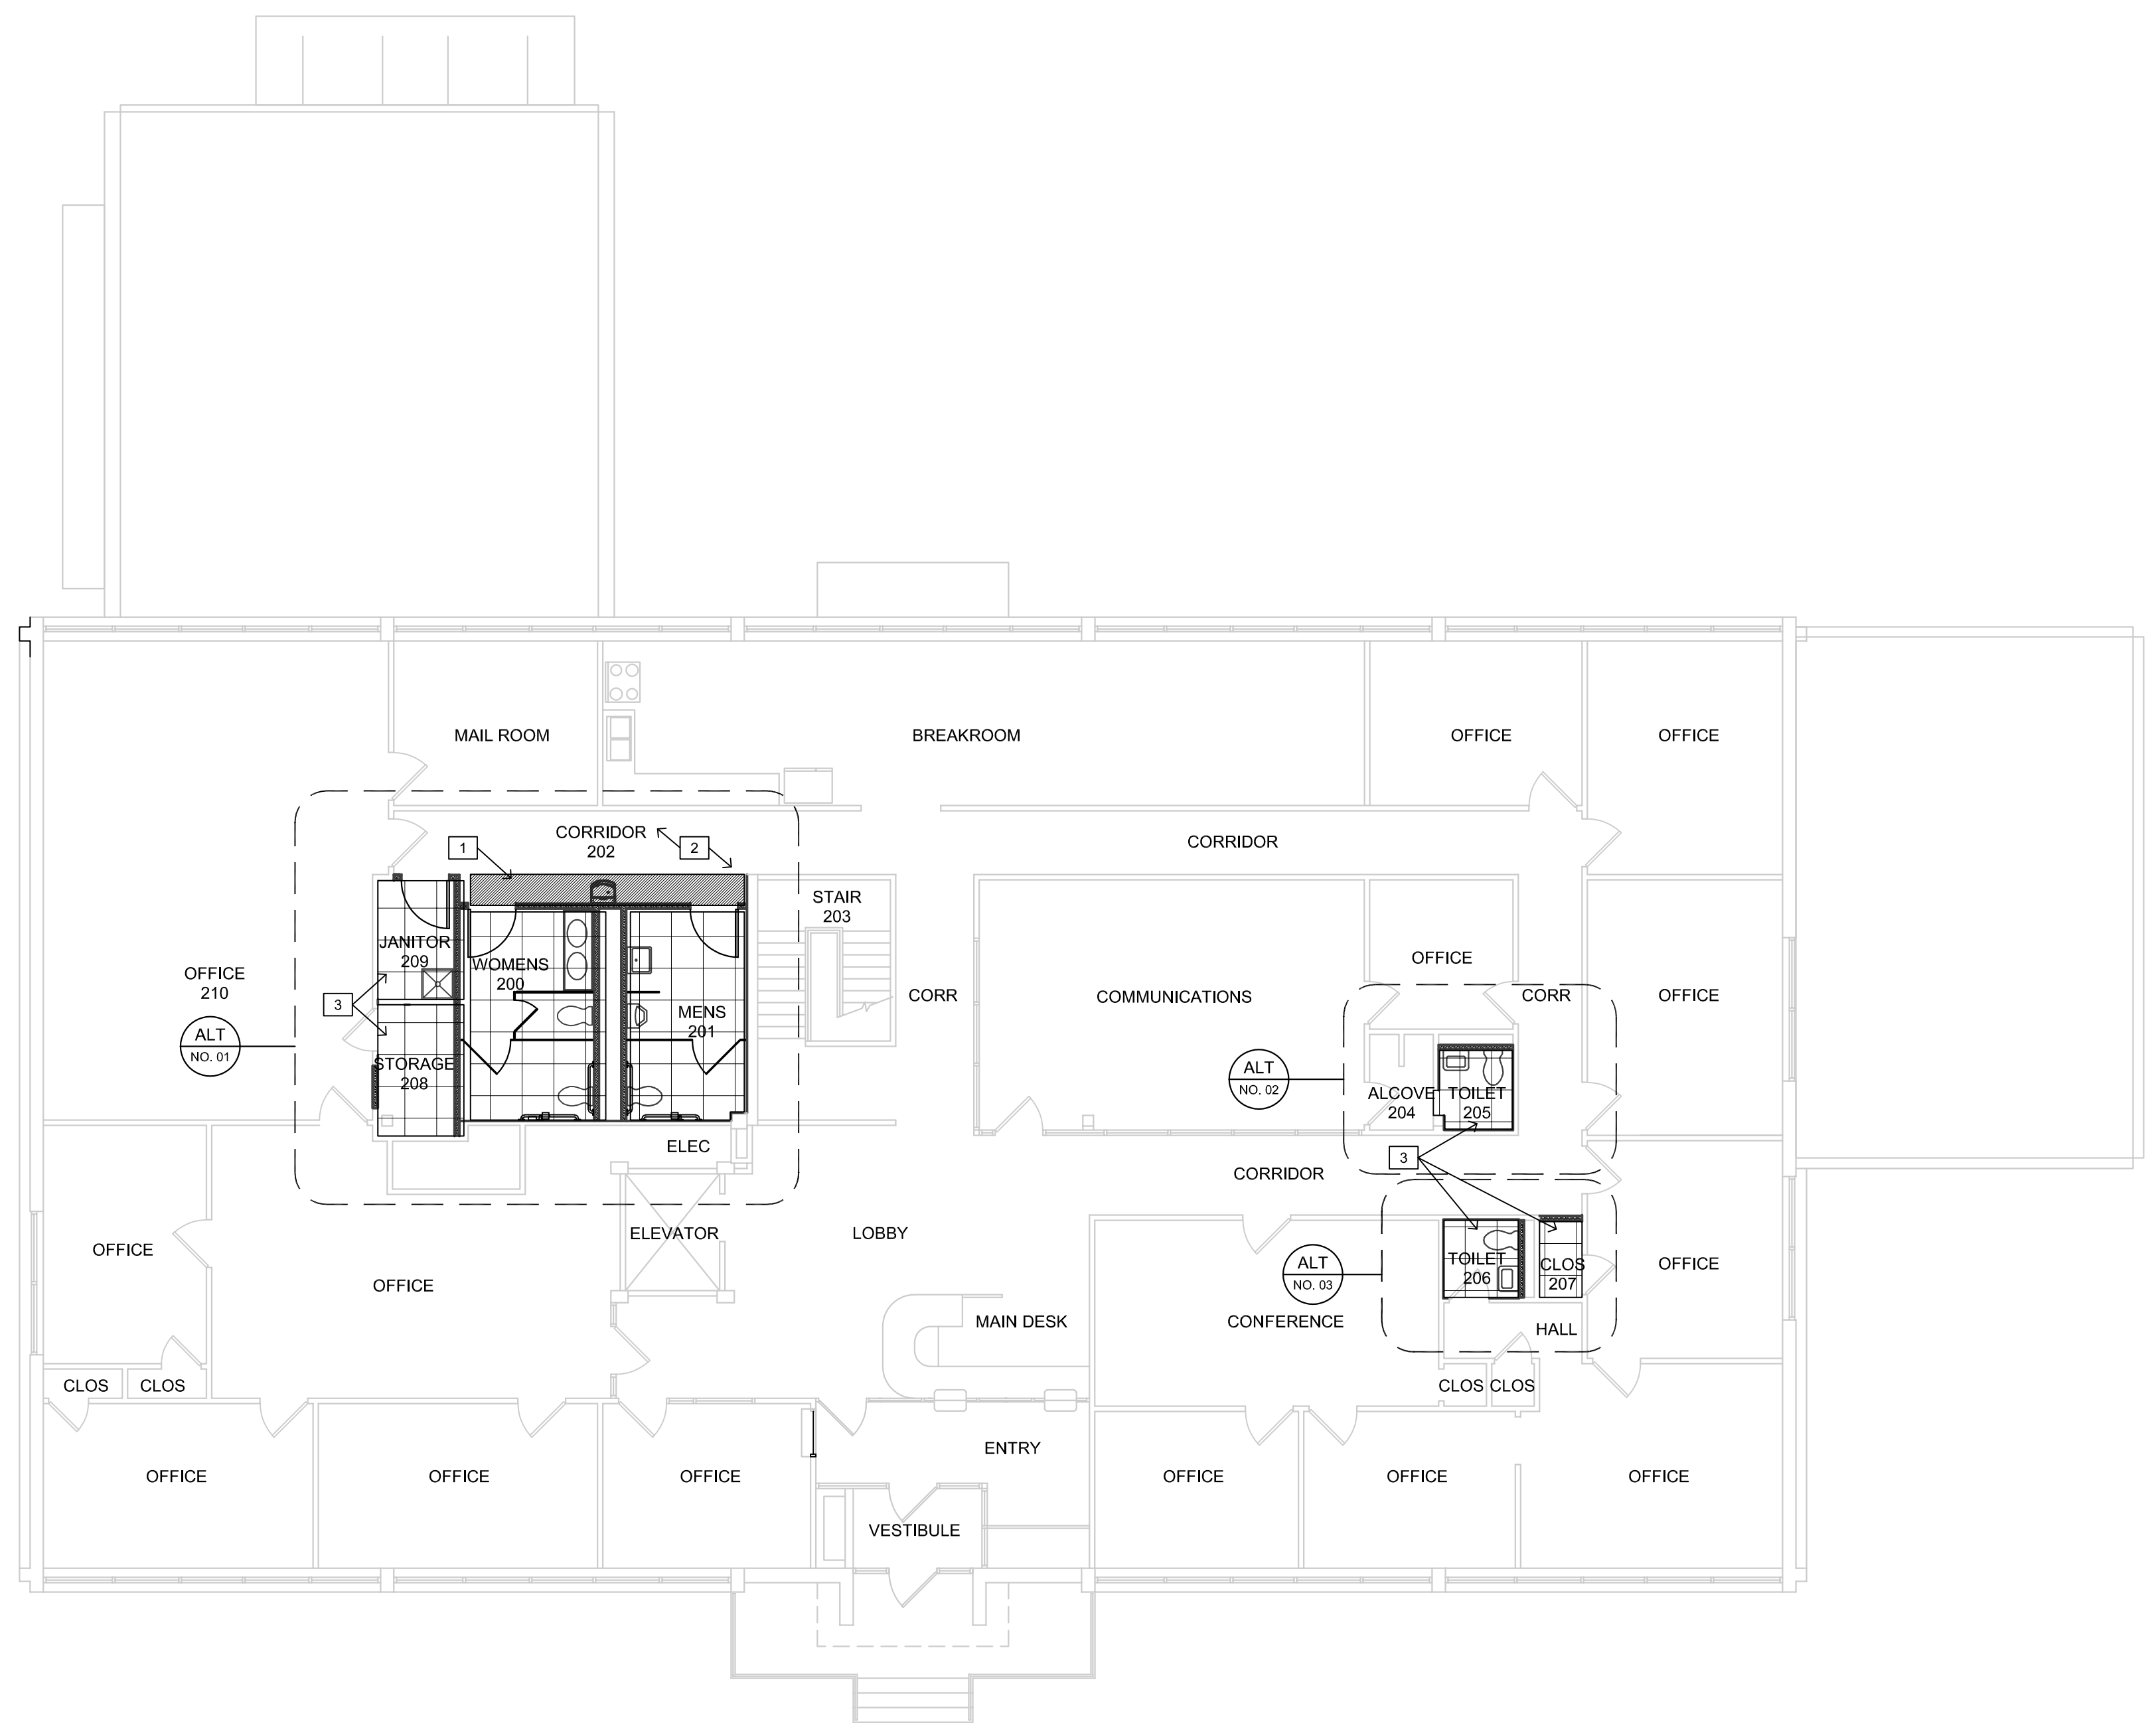 MAIL ROOM
BREAKROOM
OFFICE
OFFICE
CORRIDOR
202
1
2
CORRIDOR
STAIR
203
JANITOR
209
WOMENS
200
MENS
201
OFFICE
210
3
ALT
NO. 01
STORAGE
208
CORR
COMMUNICATIONS
OFFICE
CORR
OFFICE
ALT
NO. 02
ALCOVE
204
TOILET
205
ELEC
3
CORRIDOR
OFFICE
ELEVATOR
LOBBY
OFFICE
ALT
NO. 03
TOILET
206
CLOS
207
OFFICE
MAIN DESK
CONFERENCE
HALL
CLOS
CLOS
CLOS
CLOS
ENTRY
OFFICE
OFFICE
OFFICE
OFFICE
OFFICE
OFFICE
VESTIBULE